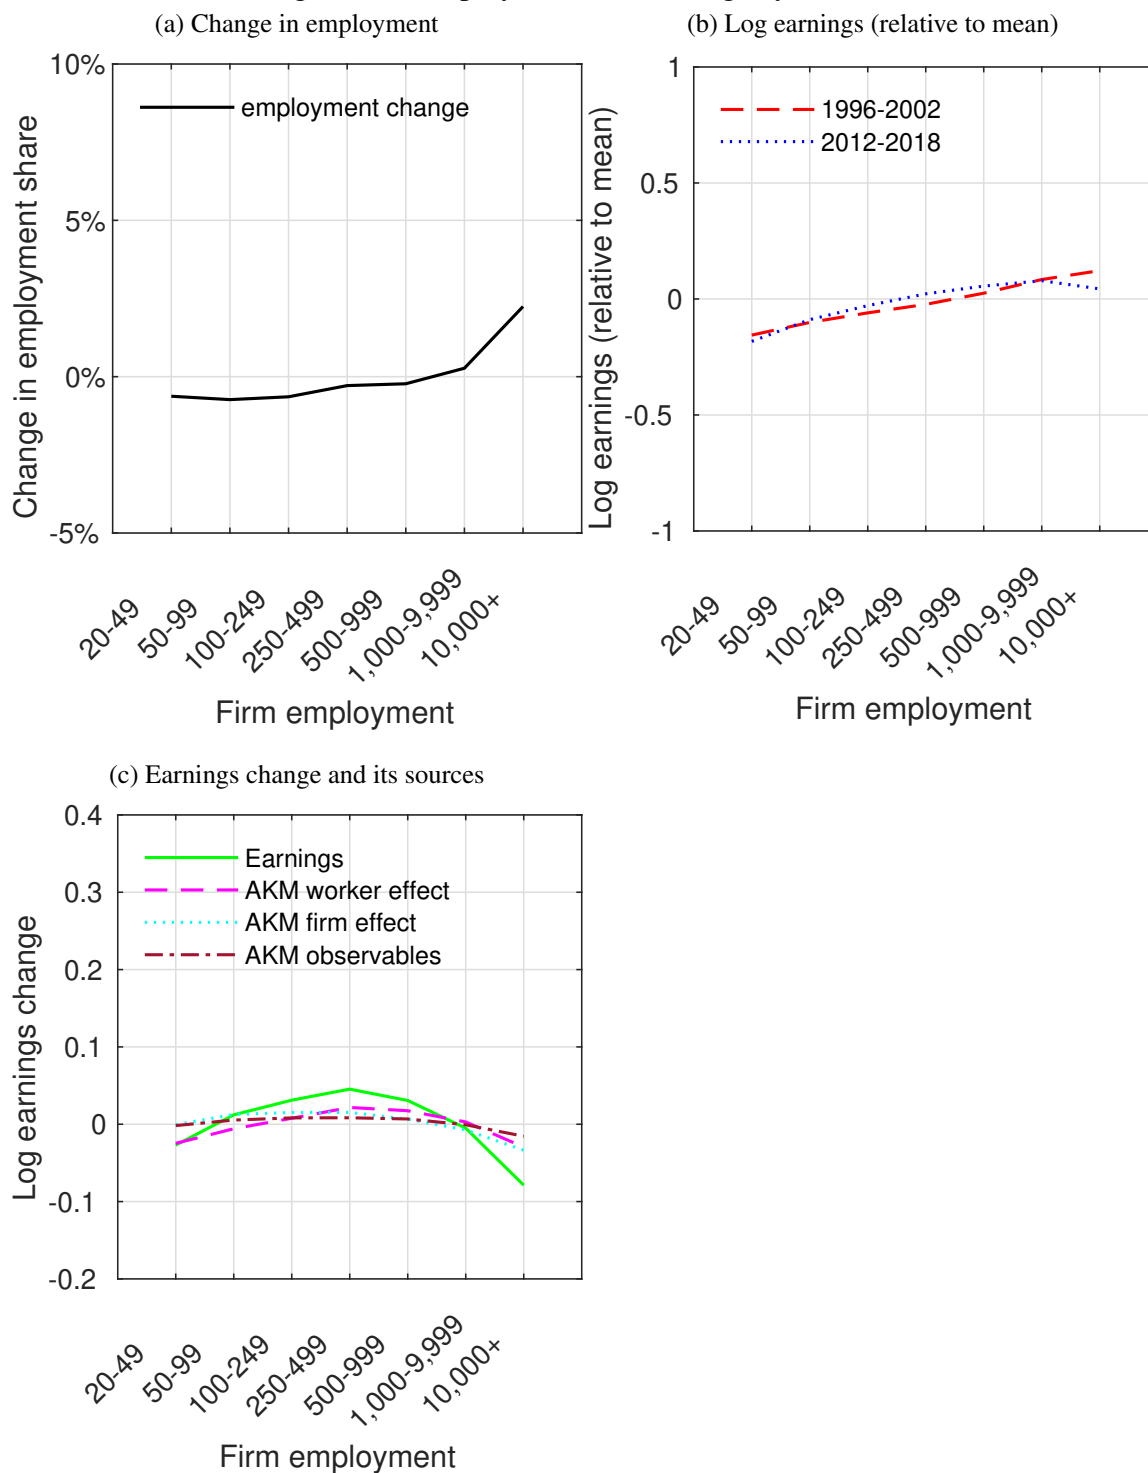 (a) Change in employment
10%
5%
0%
-5%
Change in employment share
employment change
20-49
50-99
100-249
250-499
500-999
1,000-9,999
10,000+
Firm employment
(b) Log earnings (relative to mean)
1
0.5
0
-0.5
-1
Log earnings (relative to mean)
1996-2002
2012-2018
20-49
50-99
100-249
250-499
500-999
1,000-9,999
10,000+
Firm employment
(c) Earnings change and its sources
0.4
0.3
0.2
0.1
0
-0.1
-0.2
Log earnings change
Earnings
AKM worker effect
AKM firm effect
AKM observables
20-49
50-99
100-249
250-499
500-999
1,000-9,999
10,000+
Firm employment